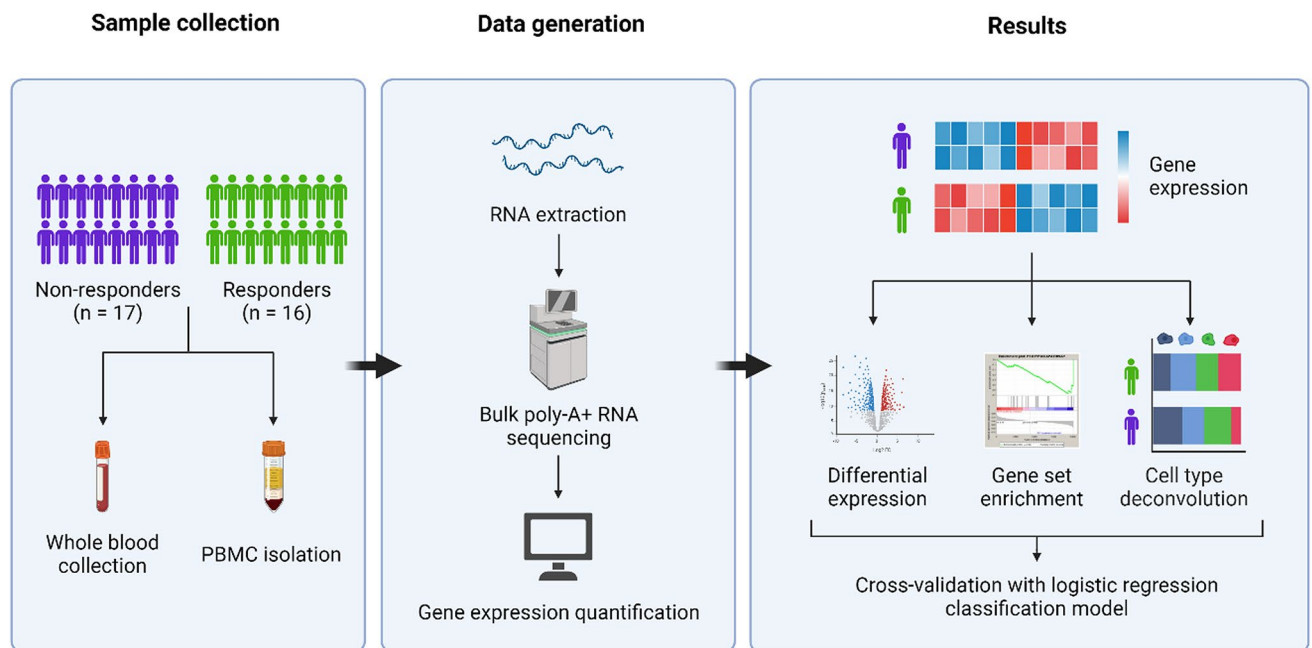 Sample collection
Data generation
Results
Non-responders
(n = 17)
Responders
(n = 16)
Whole blood
collection
PBMC isolation
RNA extraction
Bulk poly-A+ RNA
sequencing
Gene expression quantification
Gene
expression
Differential
expression
Gene set
enrichment
Cell type
deconvolution
Cross-validation with logistic regression
classification model